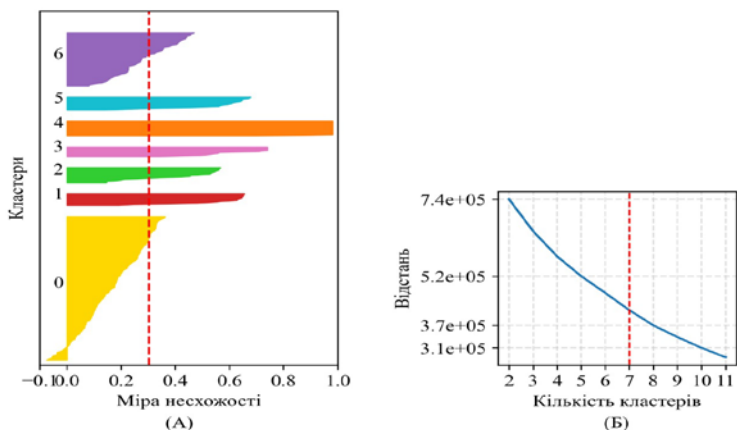 Кластери
6
5
4
3
2
1
0
−0.1 0.0 0.2 0.4 0.6 0.8 1.0
Міра несхожості
(А)
Відстань
7.4e+05
5.2e+05
3.7e+05
3.1e+05
2 3 4 5 6 7 8 9 10 11
Кількість кластерів
(Б)